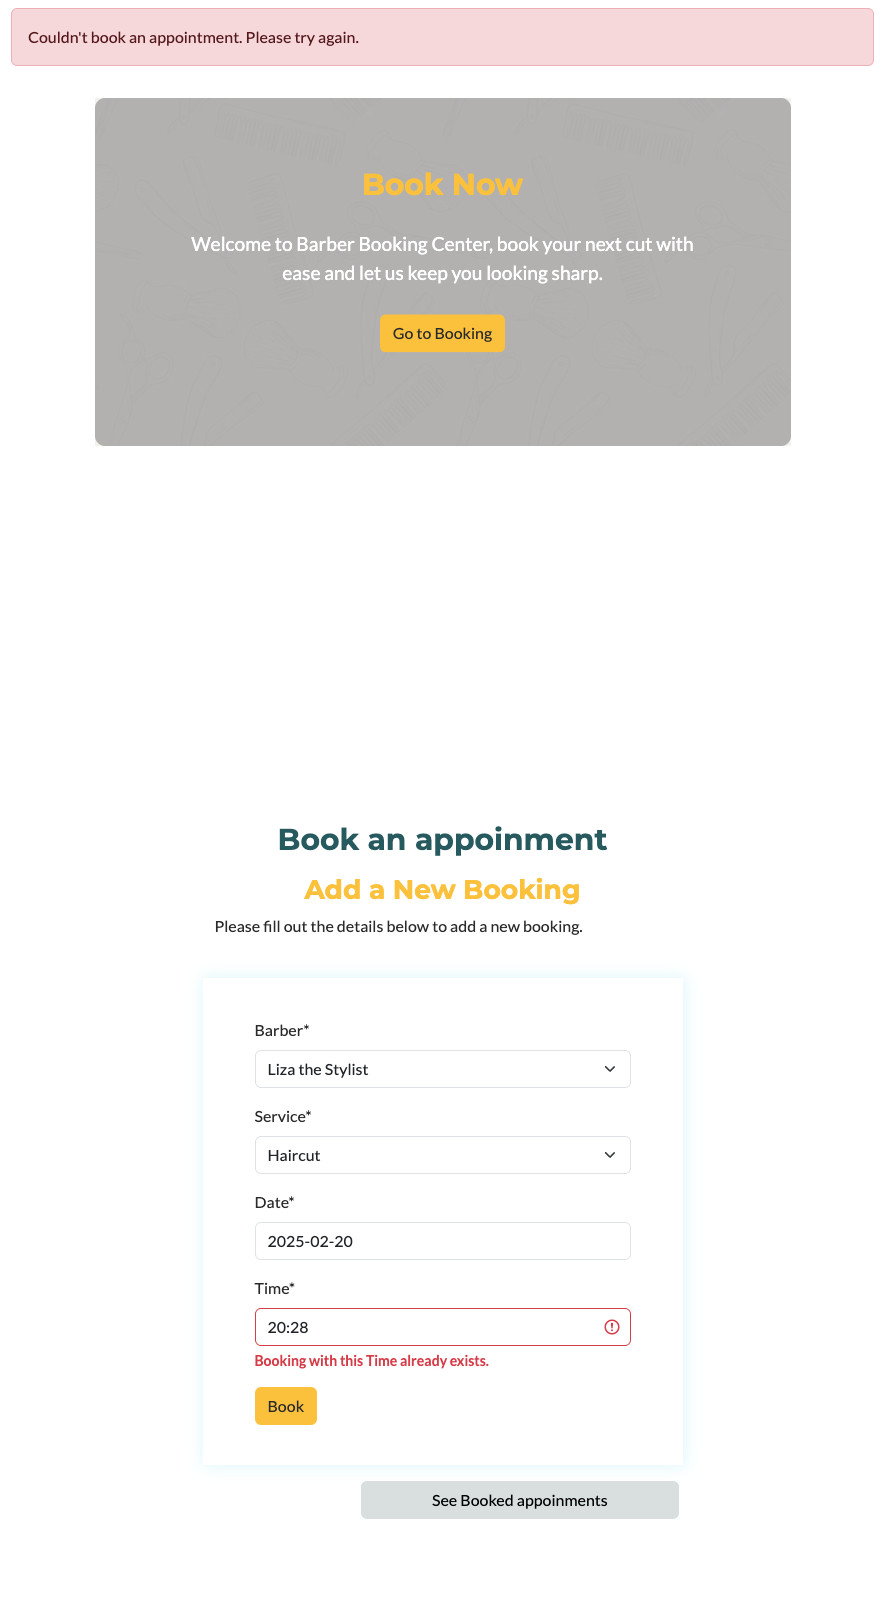 Couldn't book an appointment. Please try again.
Book Now
Welcome to Barber Booking Center, book your next cut with
ease and let us keep you looking sharp.
Go to Booking
Book an appoinment
Add a New Booking
Please fill out the details below to add a new booking.
Barber*
Liza the Stylist
Service*
Haircut
Date*
2025-02-20
Time*
20:28
Booking with this Time already exists.
Book
See Booked appoinments